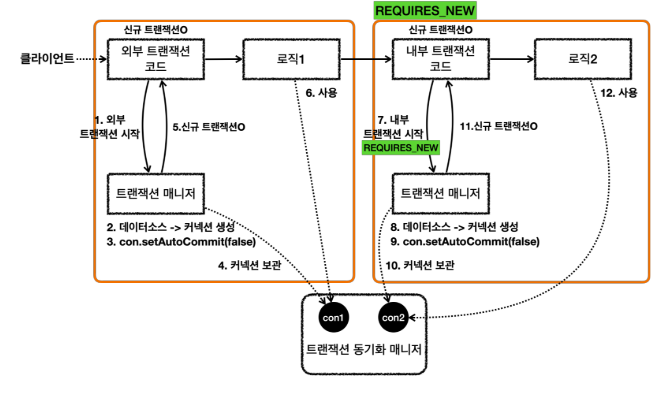 REQUIRES_NEW
신규 트랜잭션O
신규 트랜잭션O
클라이언트
외부 트랜잭션
코드
로직1
내부 트랜잭션
코드
로직2
6. 사용
12. 사용
1. 외부
트랜잭션 시작
5.신규 트랜잭션O
7. 내부
트랜잭션 시작
REQUIRES_NEW
11.신규 트랜잭션O
트랜잭션 매니저
트랜잭션 매니저
2. 데이터소스 -> 커넥션 생성
3. con.setAutoCommit(false)
8. 데이터소스 -> 커넥션 생성
9. con.setAutoCommit(false)
4. 커넥션 보관
10. 커넥션 보관
con1
con2
트랜잭션 동기화 매니저